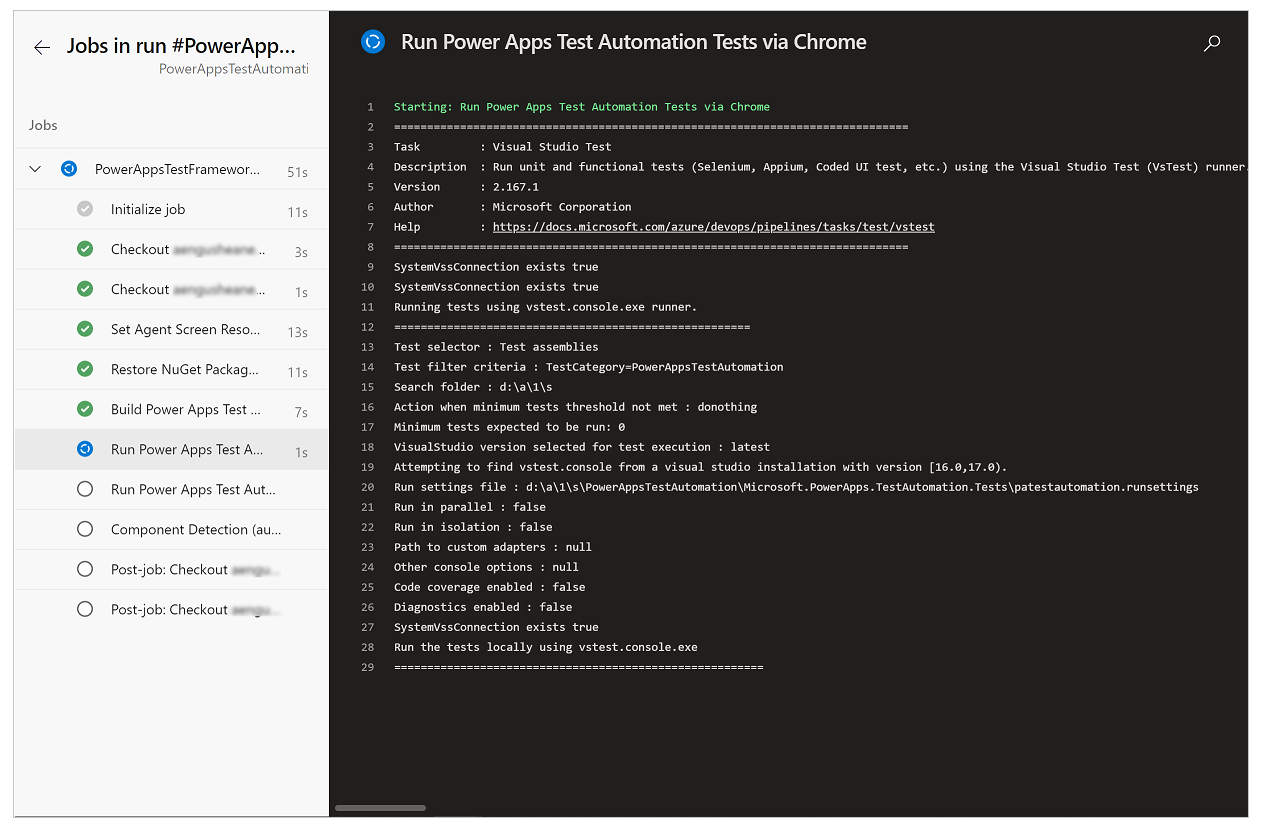 Jobs in run #PowerApp...
PowerAppsTestAutomati
Jobs
PowerAppsTestFramewor... 51s
Initialize job 11s
Checkout ... 3s
Checkout ... 1s
Set Agent Screen Reso... 13s
Restore NuGet Packag... 11s
Build Power Apps Test ... 7s
Run Power Apps Test A... 1s
Run Power Apps Test Aut...
Component Detection (au...
Post-job: Checkout ...
Post-job: Checkout ...
Run Power Apps Test Automation Tests via Chrome
1 Starting: Run Power Apps Test Automation Tests via Chrome
2 ==============================================================================
3 Task : Visual Studio Test
4 Description : Run unit and functional tests (Selenium, Appium, Coded UI test, etc.) using the Visual Studio Test (VsTest) runner.
5 Version : 2.167.1
6 Author : Microsoft Corporation
7 Help : https://docs.microsoft.com/azure/devops/pipelines/tasks/test/vstest
8 ==============================================================================
9 SystemVssConnection exists true
10 SystemVssConnection exists true
11 Running tests using vstest.console.exe runner.
12 ======================================================
13 Test selector : Test assemblies
14 Test filter criteria : TestCategory=PowerAppsTestAutomation
15 Search folder : d:\a\1\s
16 Action when minimum tests threshold not met : donothing
17 Minimum tests expected to be run: 0
18 VisualStudio version selected for test execution : latest
19 Attempting to find vstest.console from a visual studio installation with version [16.0,17.0).
20 Run settings file : d:\a\1\s\PowerAppsTestAutomation\Microsoft.PowerApps.TestAutomation.Tests\patestautomation.runsettings
21 Run in parallel : false
22 Run in isolation : false
23 Path to custom adapters : null
24 Other console options : null
25 Code coverage enabled : false
26 Diagnostics enabled : false
27 SystemVssConnection exists true
28 Run the tests locally using vstest.console.exe
29 ========================================================